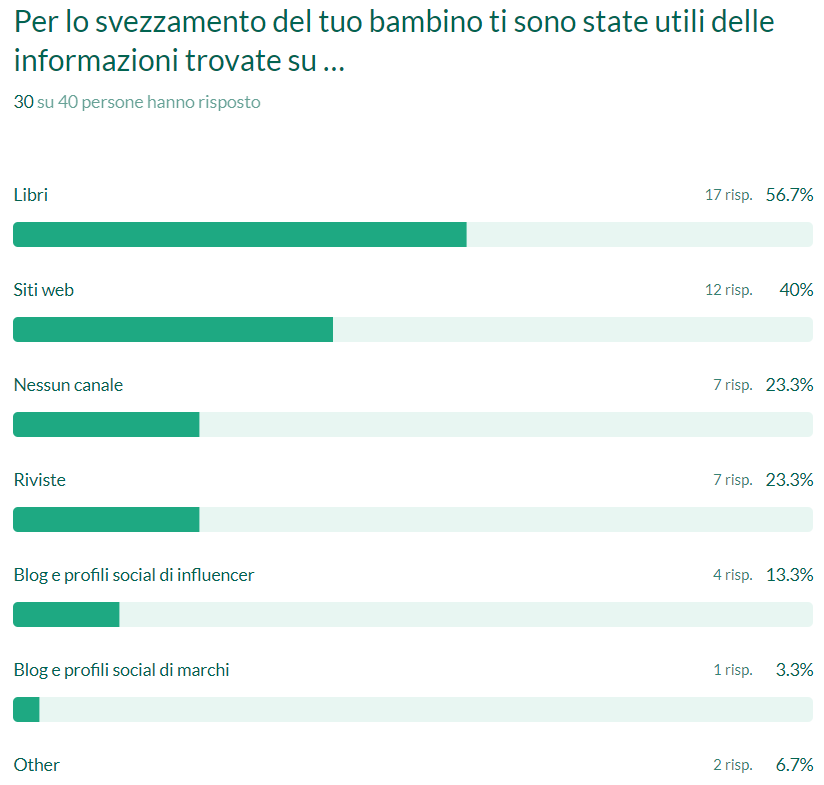 Per lo svezzamento del tuo bambino ti sono state utili delle
informazioni trovate su ...
30 su 40 persone hanno risposto
Libri 17 risp. 56.7%
Siti web 12 risp. 40%
Nessun canale 7 risp. 23.3%
Riviste 7 risp. 23.3%
Blog e profili social di influencer 4 risp. 13.3%
Blog e profili social di marchi 1 risp. 3.3%
Other 2 risp. 6.7%